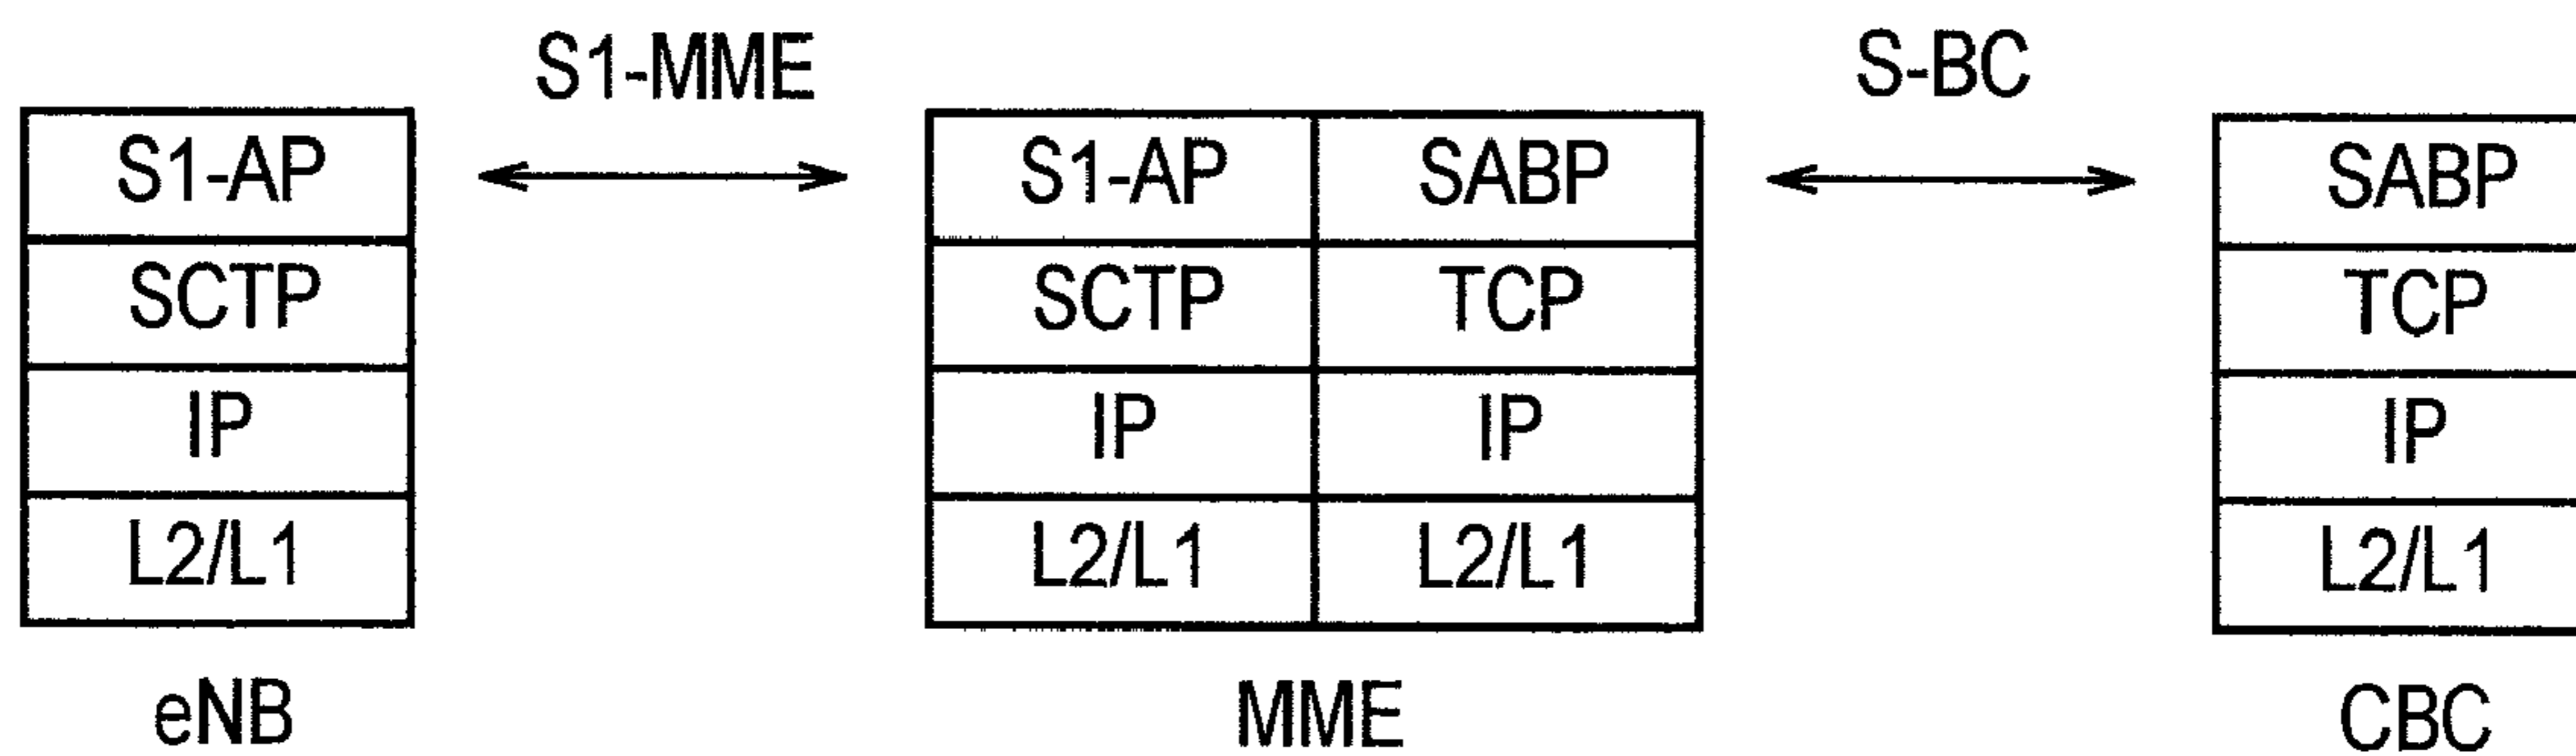 S1-MME
S-BC
S1-AP
SCTP
IP
L2/L1
eNB
S1-AP SABP
SCTP TCP
IP IP
L2/L1 L2/L1
MME
SABP
TCP
IP
L2/L1
CBC